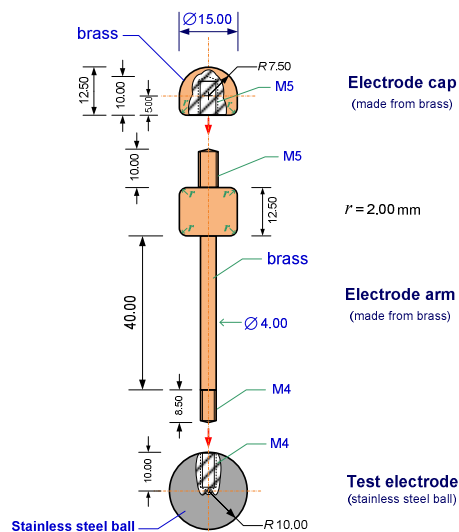 Ø15.00
brass
R7.50
M5
12.50
10.00
5.00
r
r
Electrode cap
(made from brass)
10.00
M5
r
r
r
r
12.50
r = 2.00 mm
brass
40.00
Ø 4.00
Electrode arm
(made from brass)
8.50
M4
M4
10.00
Test electrode
(stainless steel ball)
Stainless steel ball
R 10.00